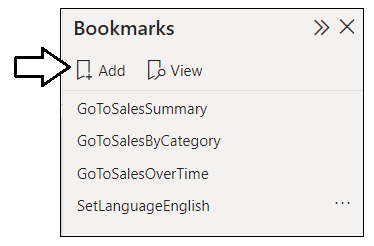 Bookmarks
Add View
GoToSalesSummary
GoToSalesByCategory
GoToSalesOverTime
SetLanguageEnglish